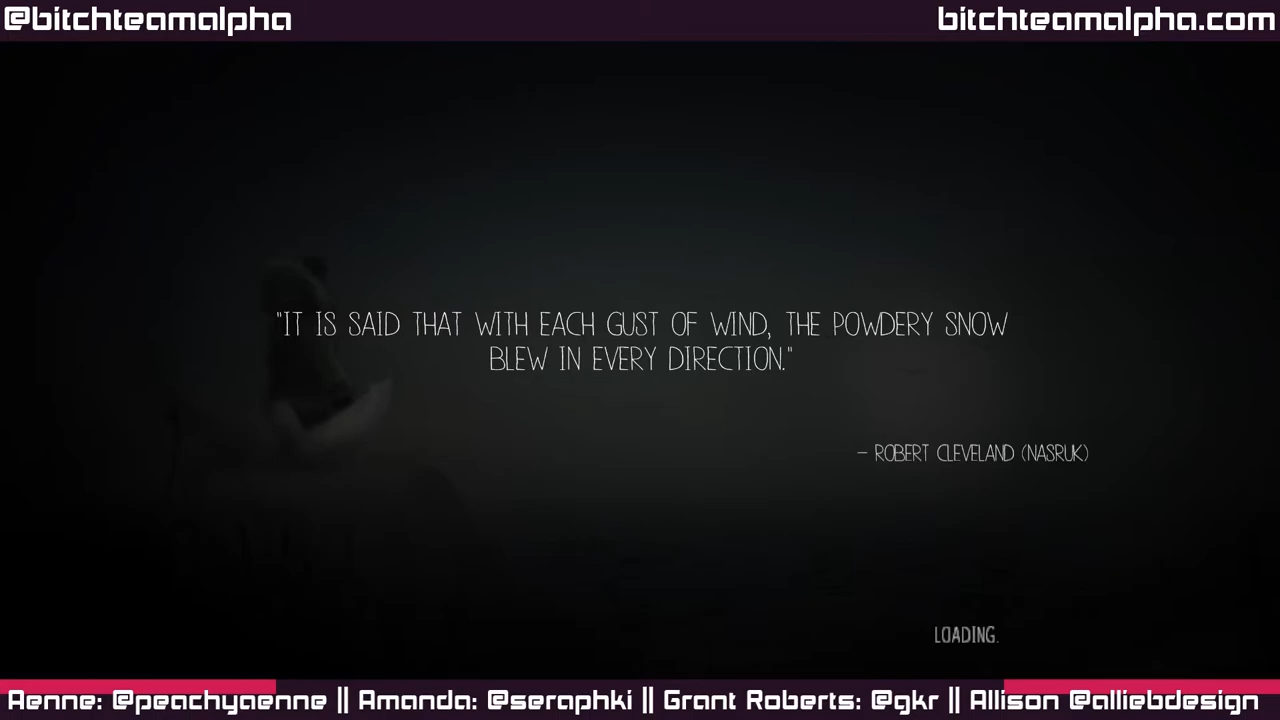 @bitchteamalpha
bitchteamalpha.com
"IT IS SAID THAT WITH EACH GUST OF WIND, THE POWDERY SNOW
BLEW IN EVERY DIRECTION."
– ROBERT CLEVELAND (NASRUK)
LOADING.
Aenne: @peachyaenne || Amanda: @seraphki || Grant Roberts: @gkr || Allison @alliebdesign